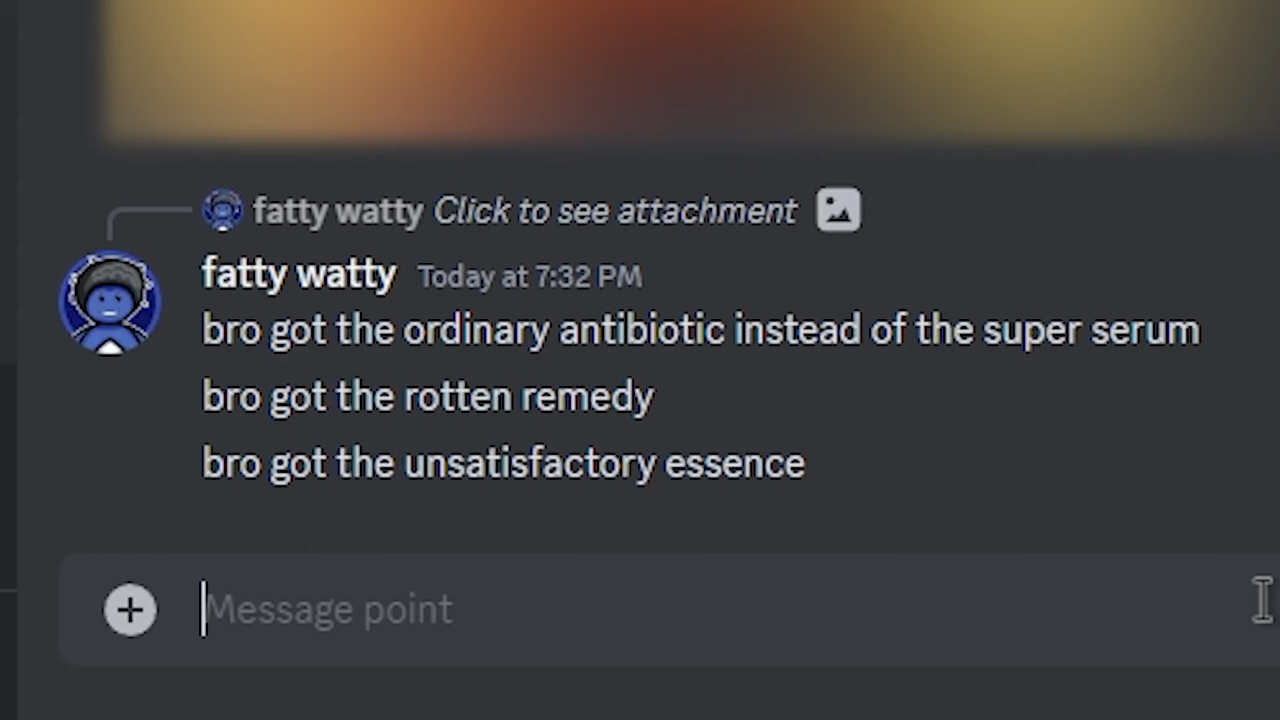 fatty watty Click to see attachment
fatty watty Today at 7:32 PM
bro got the ordinary antibiotic instead of the super serum
bro got the rotten remedy
bro got the unsatisfactory essence
Message point